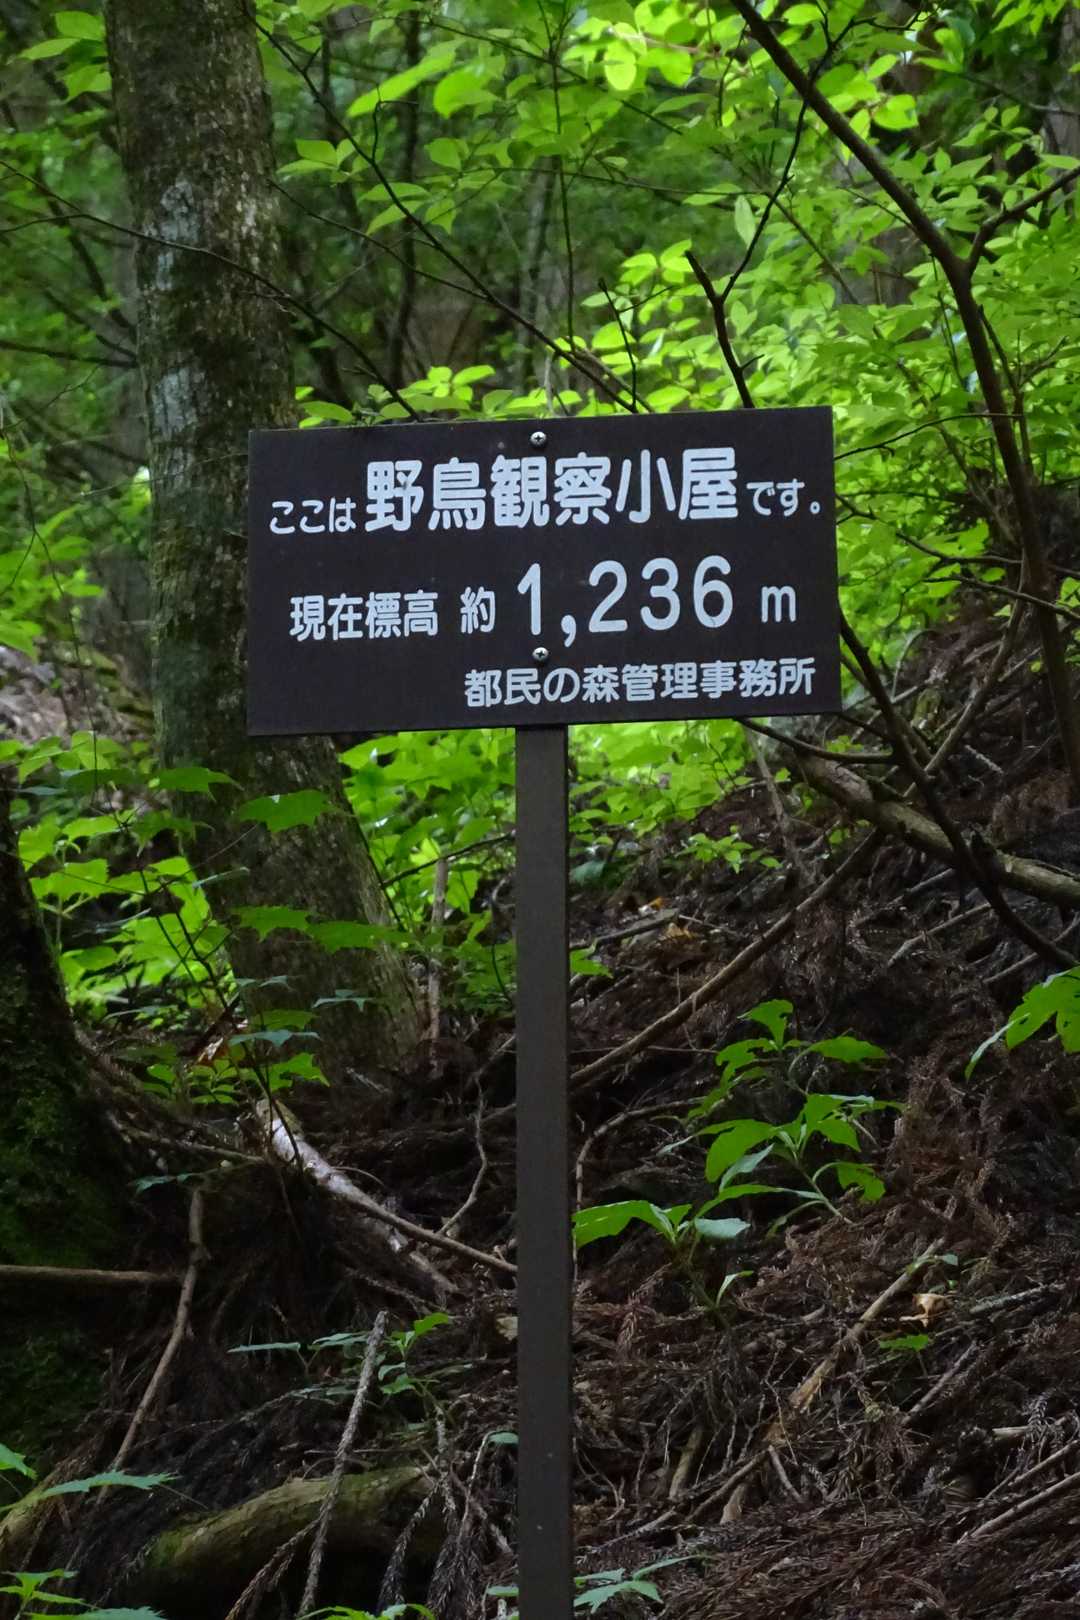 ここは野鳥観察小屋です。
現在標高 約 1,236 m
都民の森管理事務所